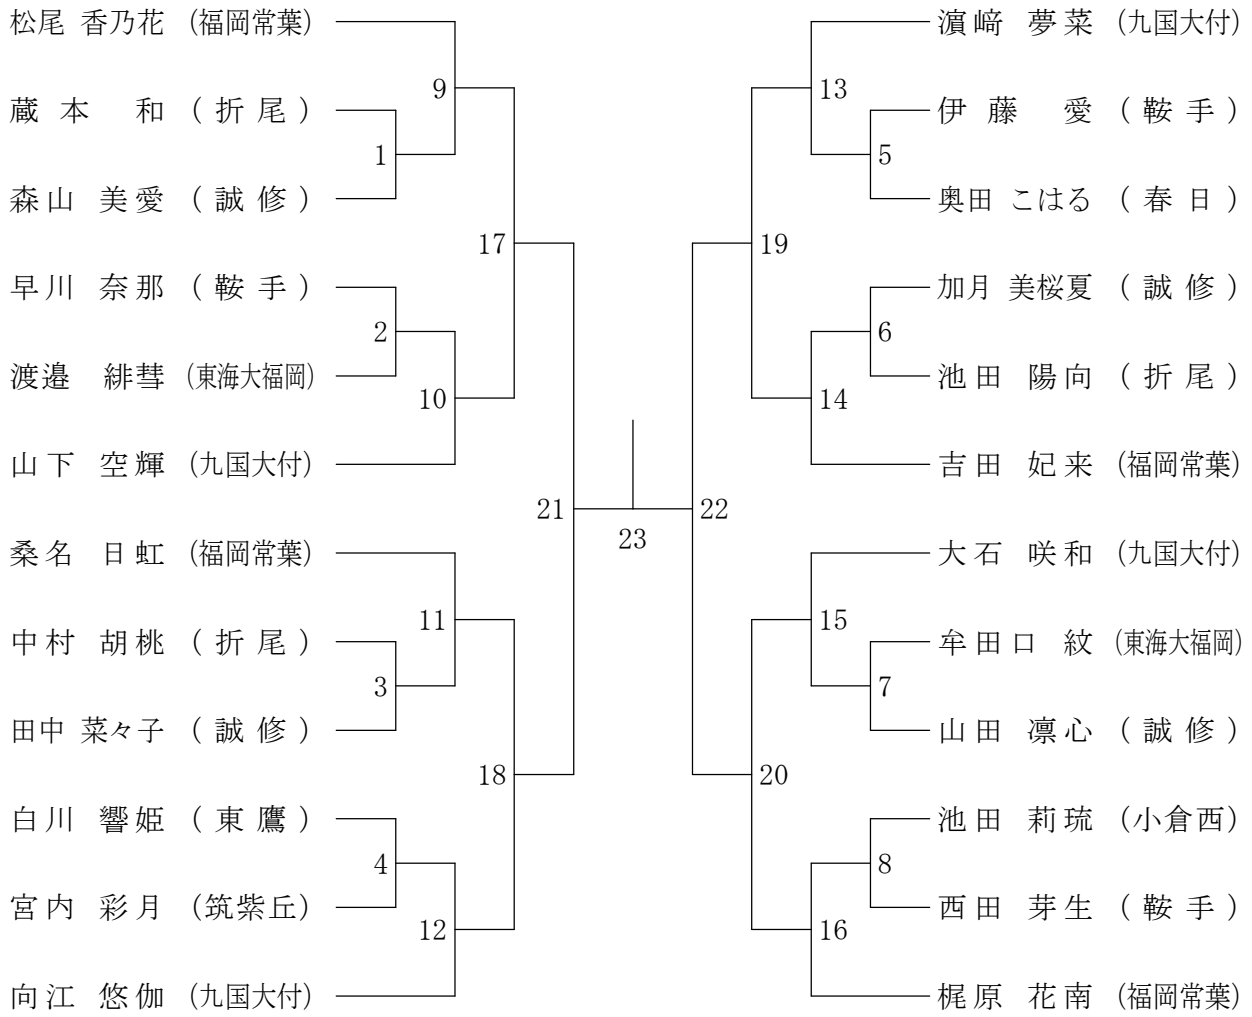 松尾 香乃花 (福岡常葉)
9
蔵本 和 (折尾)
1
森山 美愛 (誠修)
17
早川 奈那 (鞍手)
2
渡邉 緋彗 (東海大福岡)
10
山下 空輝 (九国大付)
21
桑名 日虹 (福岡常葉)
11
中村 胡桃 (折尾)
3
田中 菜々子 (誠修)
18
白川 響姫 (東鷹)
4
宮内 彩月 (筑紫丘)
12
向江 悠伽 (九国大付)
23
濵﨑 夢菜 (九国大付)
13
伊藤 愛 (鞍手)
5
奥田 こはる (春日)
19
加月 美桜夏 (誠修)
6
池田 陽向 (折尾)
14
吉田 妃来 (福岡常葉)
22
大石 咲和 (九国大付)
15
牟田口 紋 (東海大福岡)
7
山田 凛心 (誠修)
20
池田 莉琉 (小倉西)
8
西田 芽生 (鞍手)
16
梶原 花南 (福岡常葉)